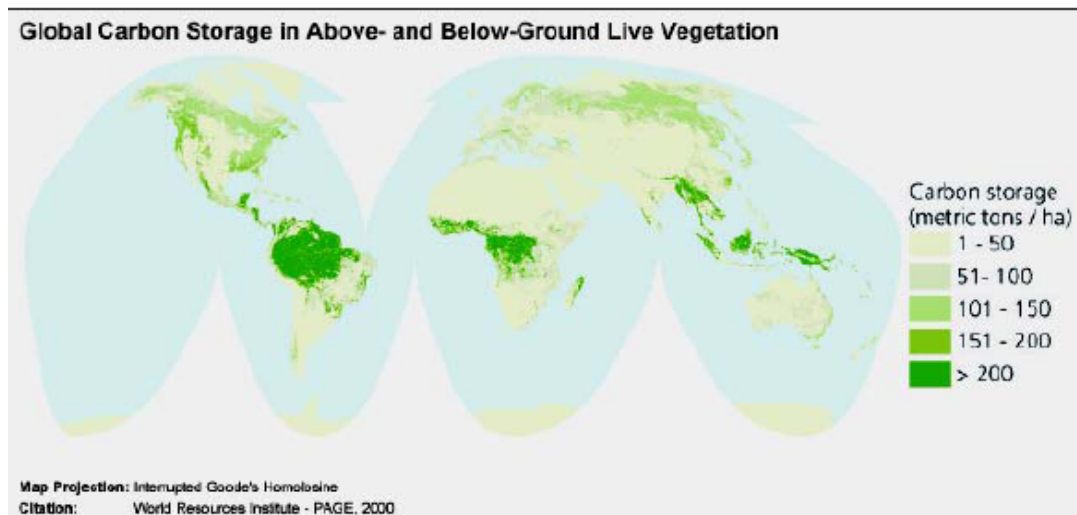 Global Carbon Storage in Above- and Below-Ground Live Vegetation
Carbon storage
(metric tons / ha)
1 - 50
51- 100
101 - 150
151 - 200
> 200
Map Projection: Interrupted Goode's Homolosine
Citation: World Resources Institute - PAGE, 2000